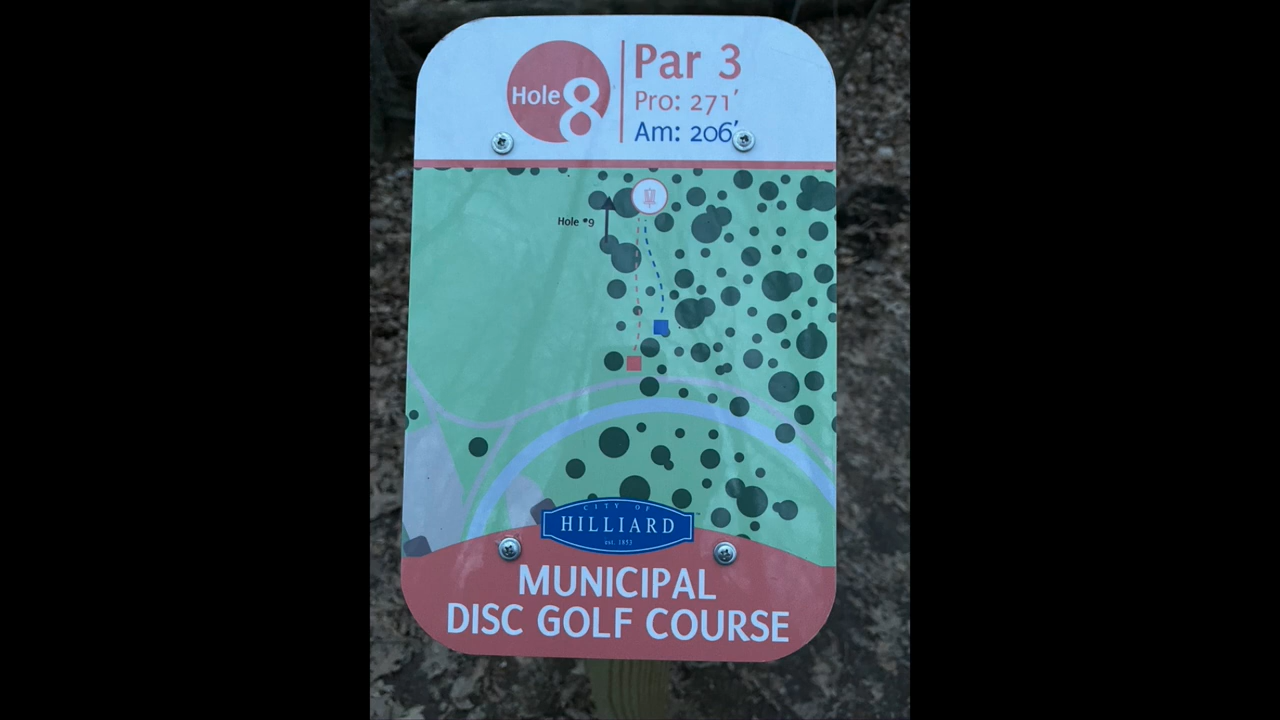 Hole 8
Par 3
Pro: 271'
Am: 206'
Hole #9
CITY OF
HILLIARD
est. 1853
MUNICIPAL
DISC GOLF COURSE